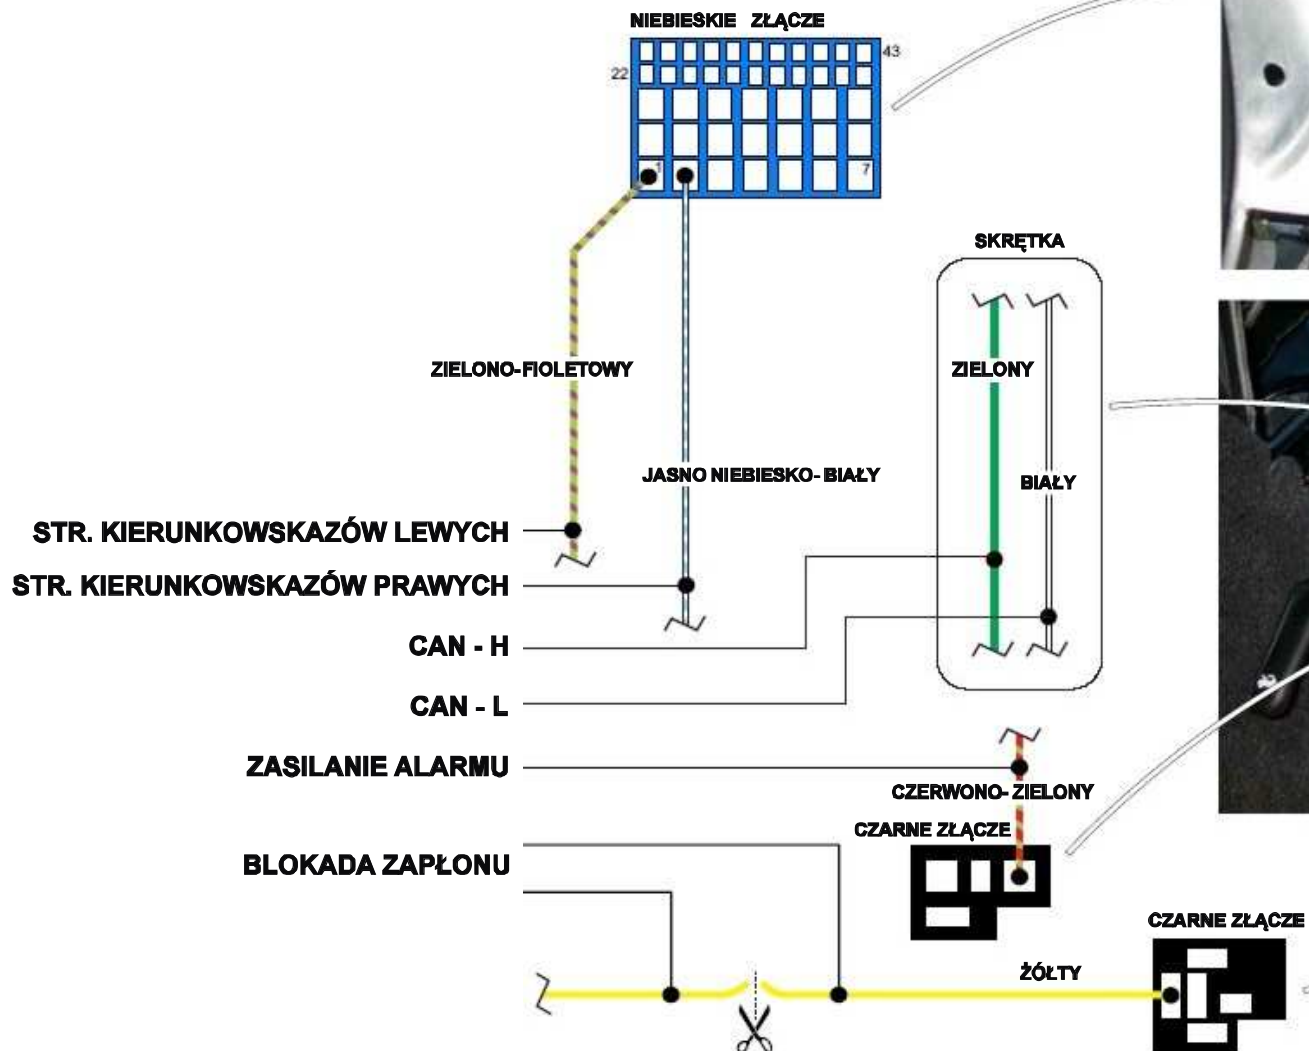 NIEBIESKIE ZŁĄCZE
43
22
1
7
SKRĘTKA
ZIELONO-FIOLETOWY
ZIELONY
JASNO NIEBIESKO-BIAŁY
BIAŁY
STR. KIERUNKOWSKAZÓW LEWYCH
STR. KIERUNKOWSKAZÓW PRAWYCH
CAN - H
CAN - L
ZASILANIE ALARMU
CZERWONO-ZIELONY
CZARNE ZŁĄCZE
BLOKADA ZAPŁONU
CZARNE ZŁĄCZE
ŻÓŁTY